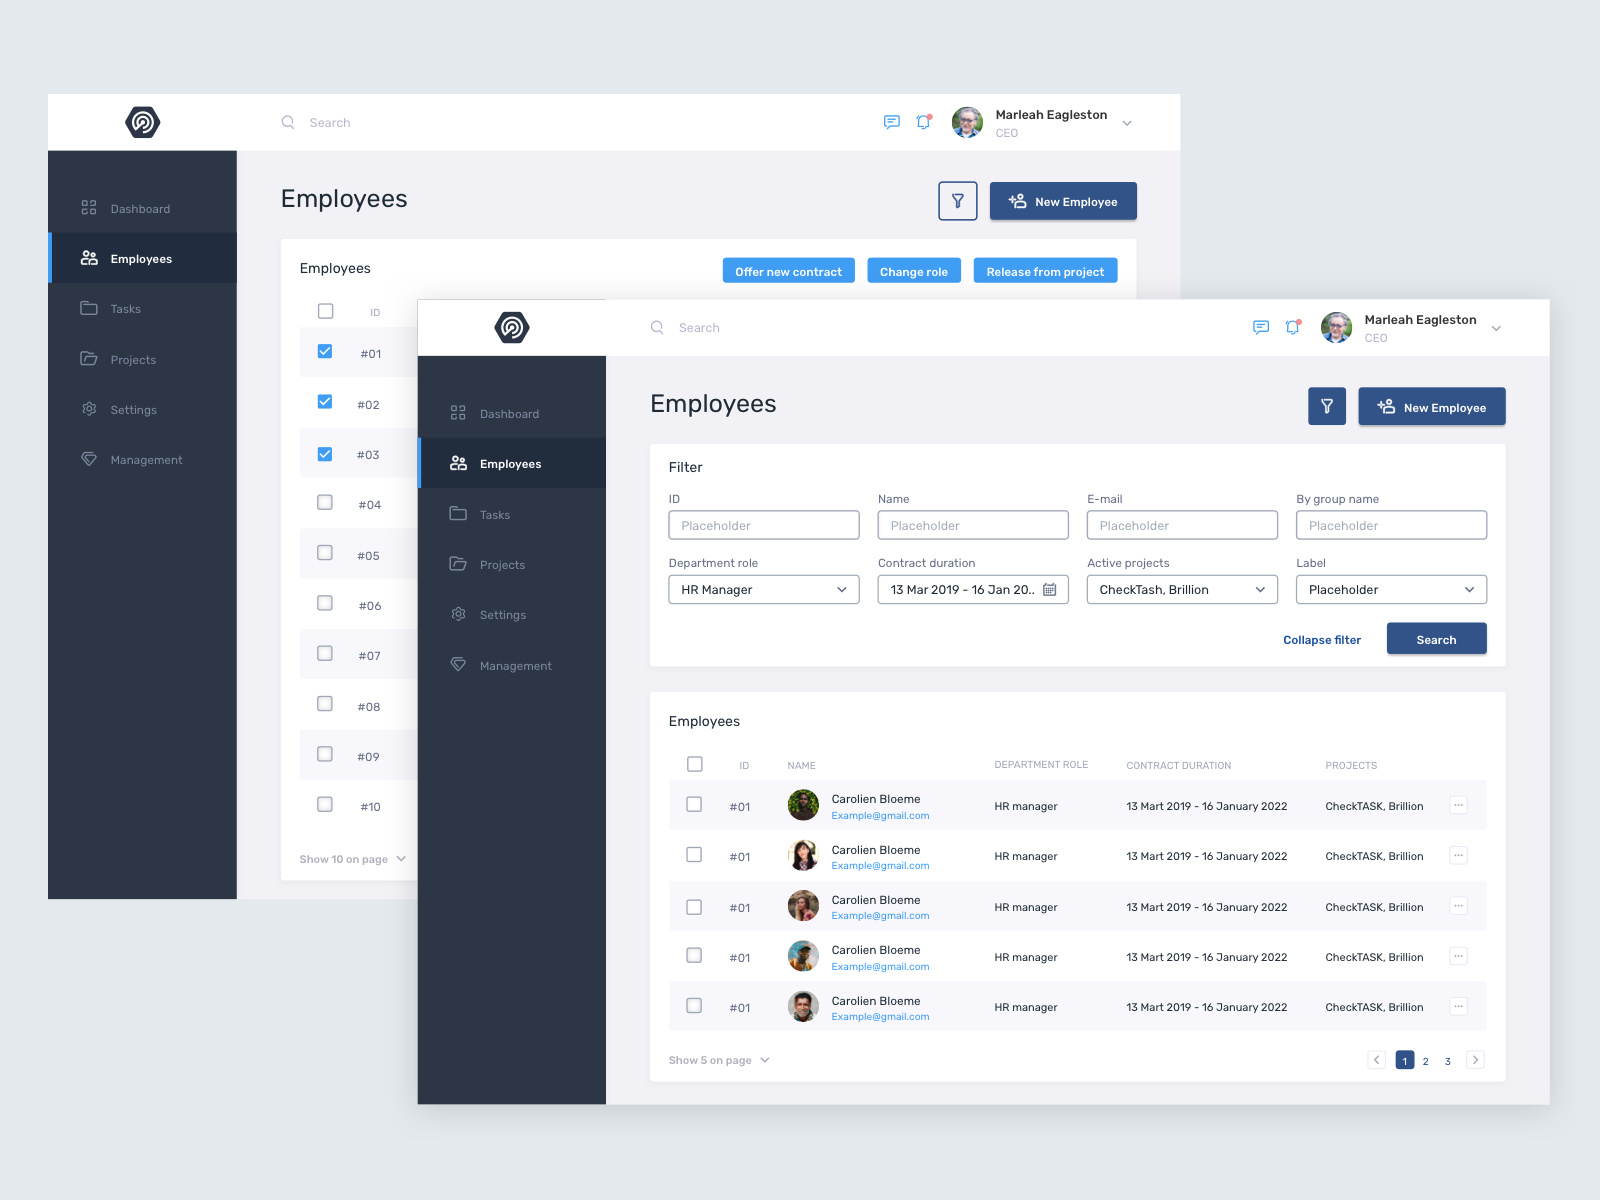 Search
Marleah Eagleston
CEO
Dashboard
Employees
Tasks
Projects
Settings
Management
Employees
New Employee
Employees
Offer new contract
Change role
Release from project
ID
#01
#02
#03
#04
#05
#06
#07
#08
#09
#10
Show 10 on page
Search
Marleah Eagleston
CEO
Dashboard
Employees
Tasks
Projects
Settings
Management
Employees
New Employee
Filter
ID Name E-mail By group name
Placeholder Placeholder Placeholder Placeholder
Department role Contract duration Active projects Label
HR Manager 13 Mar 2019 - 16 Jan 20.. CheckTash, Brillion Placeholder
Collapse filter Search
Employees
ID NAME DEPARTMENT ROLE CONTRACT DURATION PROJECTS
#01 Carolien Bloeme HR manager 13 Mart 2019 - 16 January 2022 CheckTASK, Brillion
Example@gmail.com
#01 Carolien Bloeme HR manager 13 Mart 2019 - 16 January 2022 CheckTASK, Brillion
Example@gmail.com
#01 Carolien Bloeme HR manager 13 Mart 2019 - 16 January 2022 CheckTASK, Brillion
Example@gmail.com
#01 Carolien Bloeme HR manager 13 Mart 2019 - 16 January 2022 CheckTASK, Brillion
Example@gmail.com
#01 Carolien Bloeme HR manager 13 Mart 2019 - 16 January 2022 CheckTASK, Brillion
Example@gmail.com
Show 5 on page 1 2 3